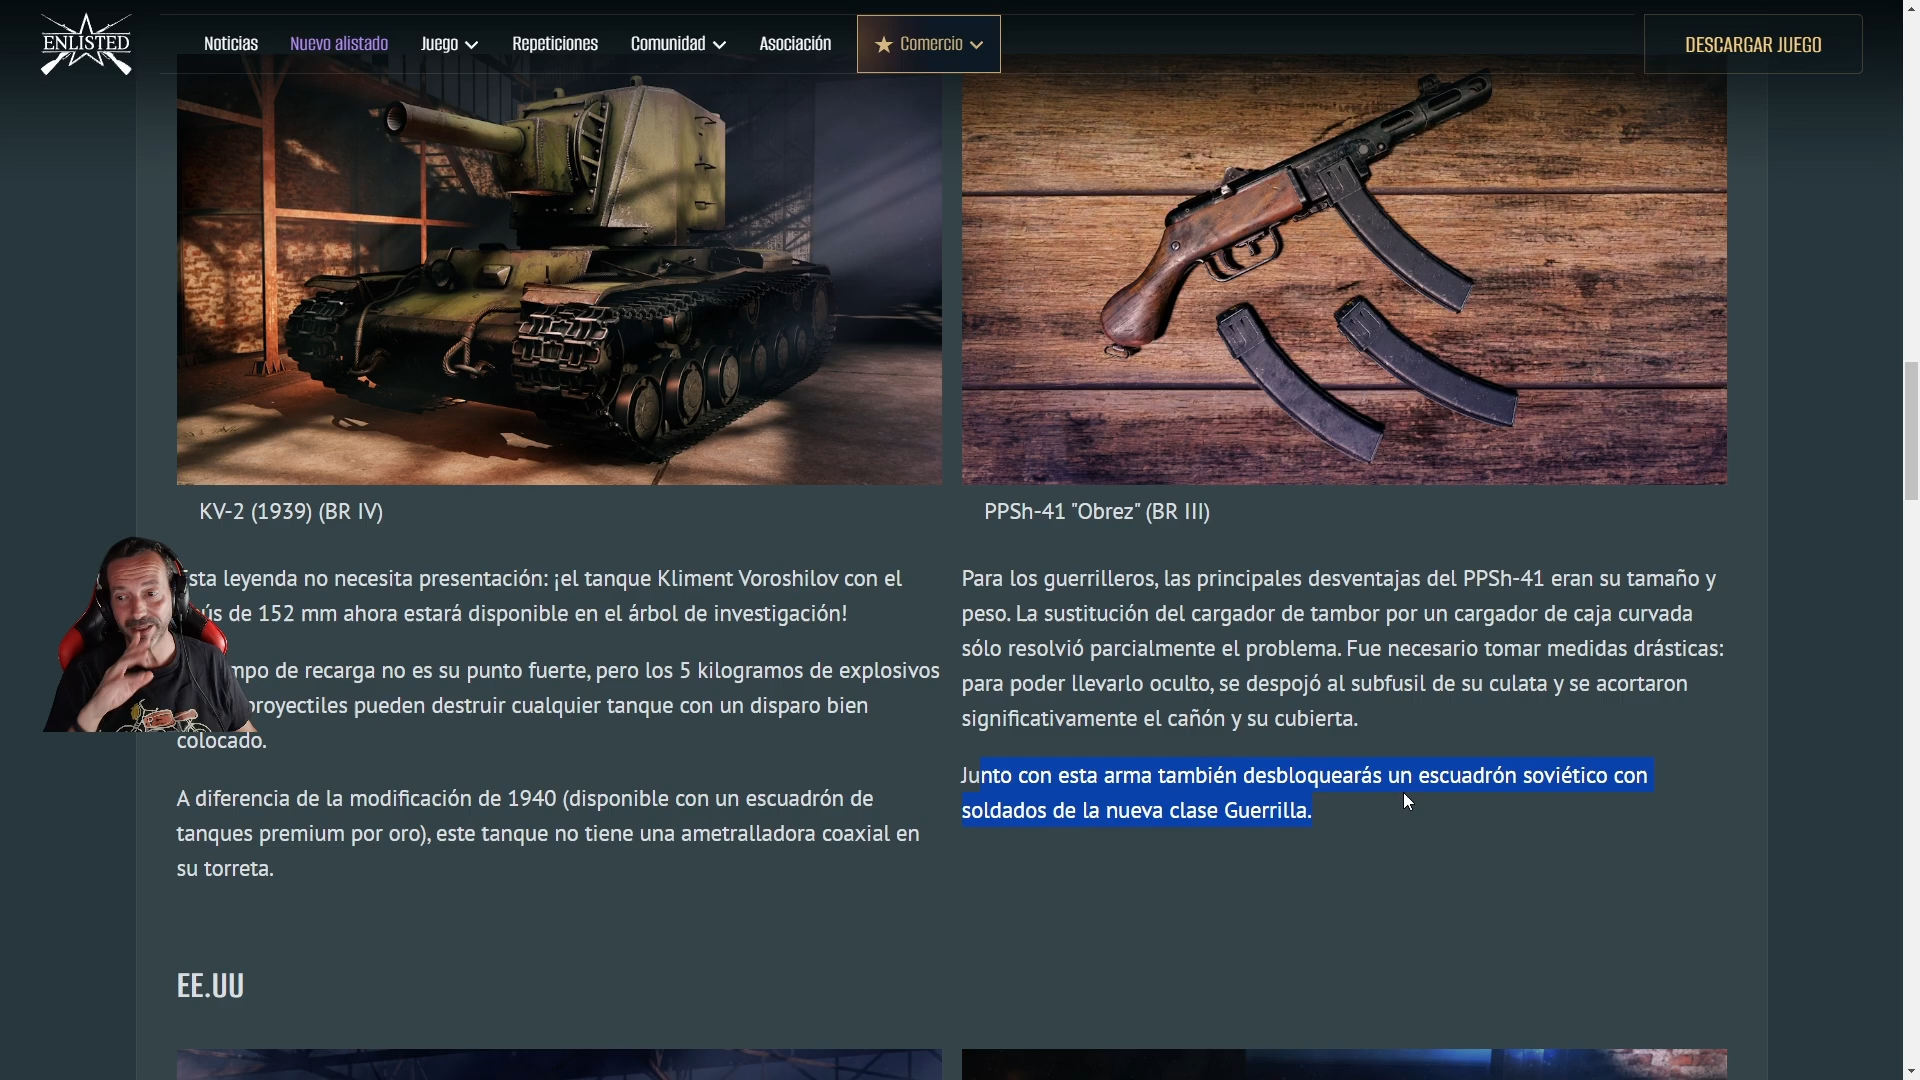 ENLISTED
Noticias
Nuevo alistado
Juego
Repeticiones
Comunidad
Asociación
Comercio
DESCARGAR JUEGO
KV-2 (1939) (BR IV)
sta leyenda no necesita presentación: ¡el tanque Kliment Voroshilov con el
ús de 152 mm ahora estará disponible en el árbol de investigación!
mpo de recarga no es su punto fuerte, pero los 5 kilogramos de explosivos
proyectiles pueden destruir cualquier tanque con un disparo bien
colocado.
A diferencia de la modificación de 1940 (disponible con un escuadrón de
tanques premium por oro), este tanque no tiene una ametralladora coaxial en
su torreta.
PPSh-41 "Obrez" (BR III)
Para los guerrilleros, las principales desventajas del PPSh-41 eran su tamaño y
peso. La sustitución del cargador de tambor por un cargador de caja curvada
sólo resolvió parcialmente el problema. Fue necesario tomar medidas drásticas:
para poder llevarlo oculto, se despojó al subfusil de su culata y se acortaron
significativamente el cañón y su cubierta.
Junto con esta arma también desbloquearás un escuadrón soviético con
soldados de la nueva clase Guerrilla.
EE.UU